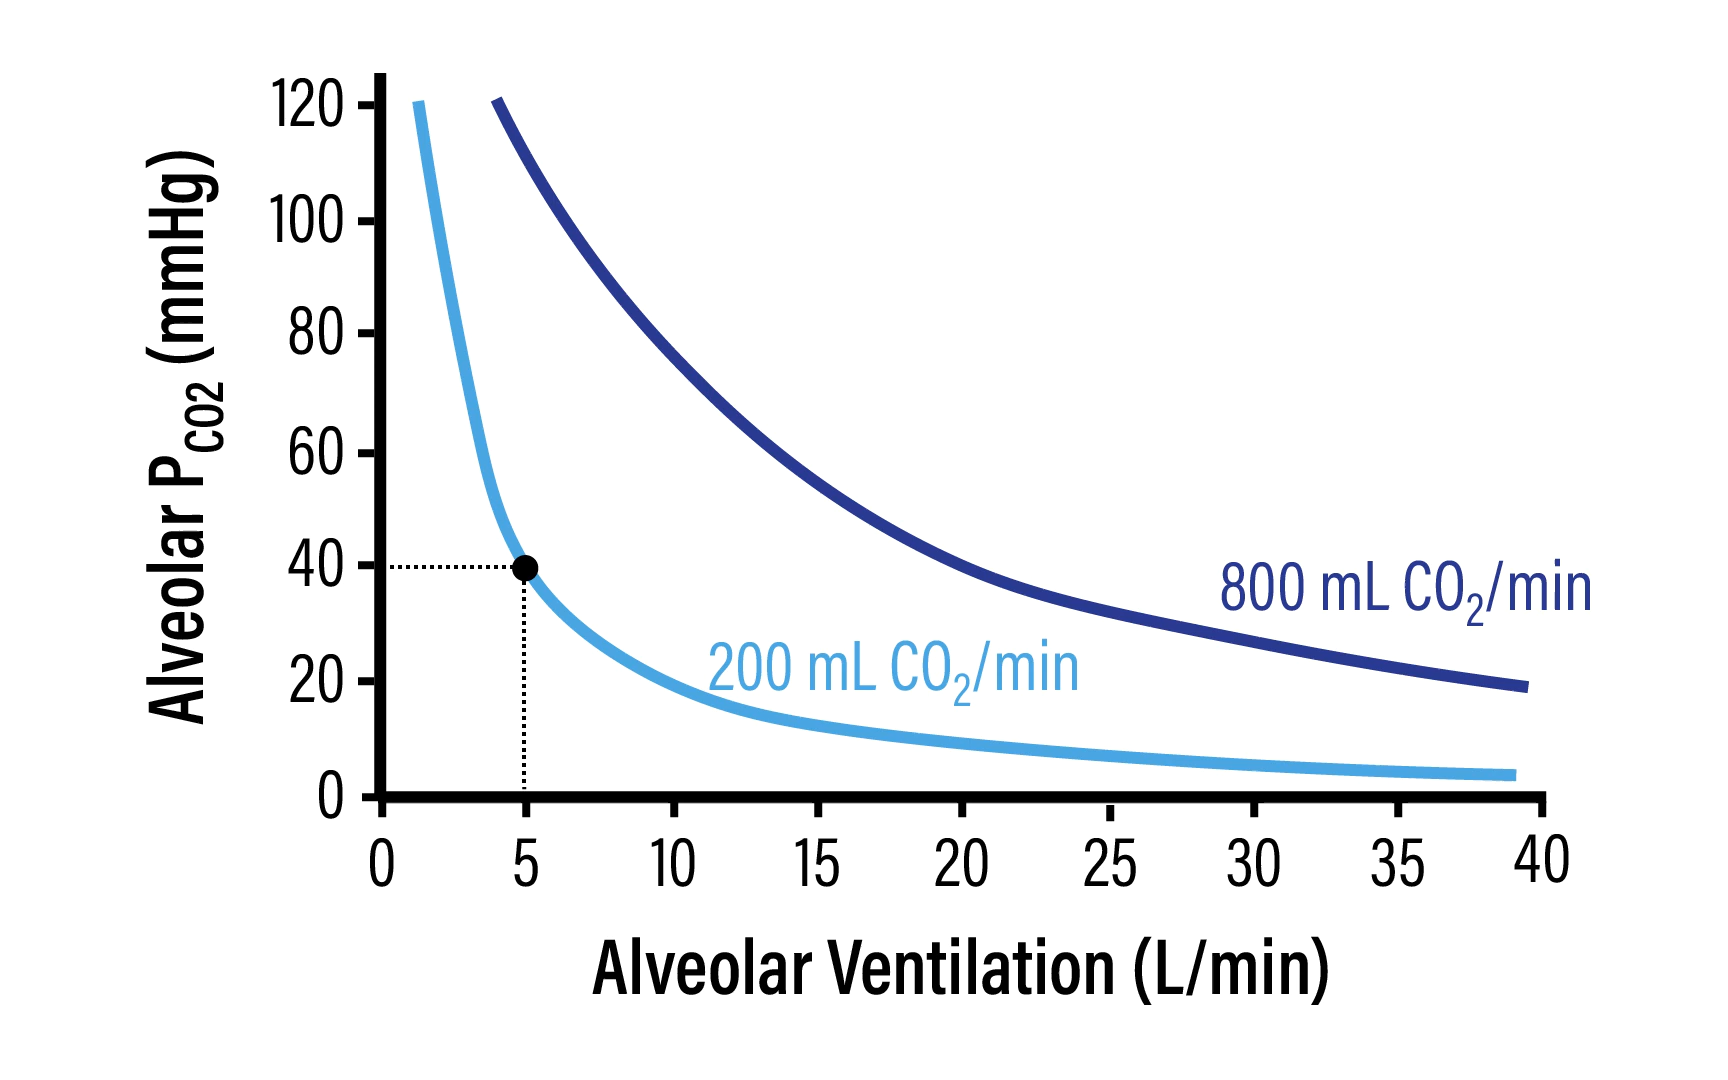 120
100
80
60
40
20
0
Alveolar P CO2 (mmHg)
800 mL CO₂/min
200 mL CO₂/min
0 5 10 15 20 25 30 35 40
Alveolar Ventilation (L/min)